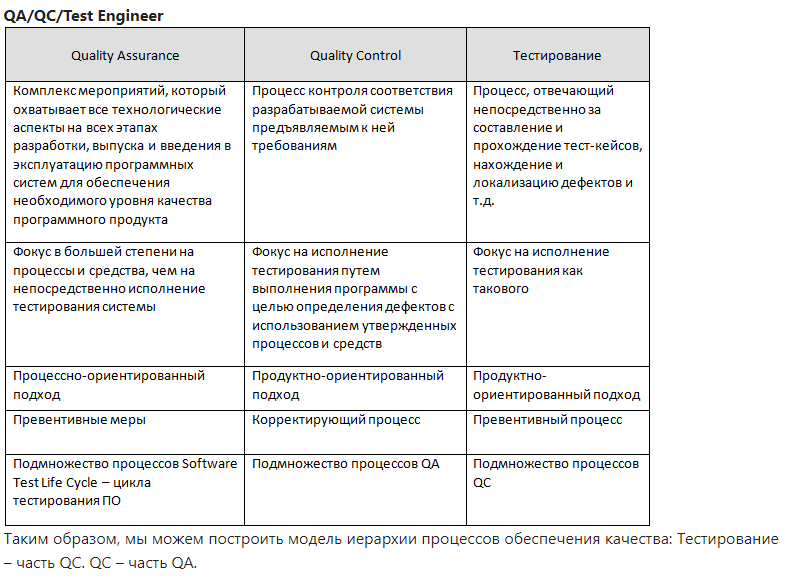 QA/QC/Test Engineer
Quality Assurance
Quality Control
Тестирование
Комплекс мероприятий, который
охватывает все технологические
аспекты на всех этапах
разработки, выпуска и введения в
эксплуатацию программных
систем для обеспечения
необходимого уровня качества
программного продукта
Процесс контроля соответствия
разрабатываемой системы
предъявляемым к ней
требованиям
Процесс, отвечающий
непосредственно за
составление и
прохождение тест-кейсов,
нахождение и
локализацию дефектов и
т.д.
Фокус в большей степени на
процессы и средства, чем на
непосредственно исполнение
тестирования системы
Фокус на исполнение
тестирования путем
выполнения программы с
целью определения дефектов с
использованием утвержденных
процессов и средств
Фокус на исполнение
тестирования как
такового
Процессно-ориентированный
подход
Продуктно-ориентированный
подход
Продуктно-
ориентированный подход
Превентивные меры
Корректирующий процесс
Превентивный процесс
Подмножество процессов Software
Test Life Cycle – цикла
тестирования ПО
Подмножество процессов QA
Подмножество процессов
QC
Таким образом, мы можем построить модель иерархии процессов обеспечения качества: Тестирование
– часть QC. QC – часть QA.